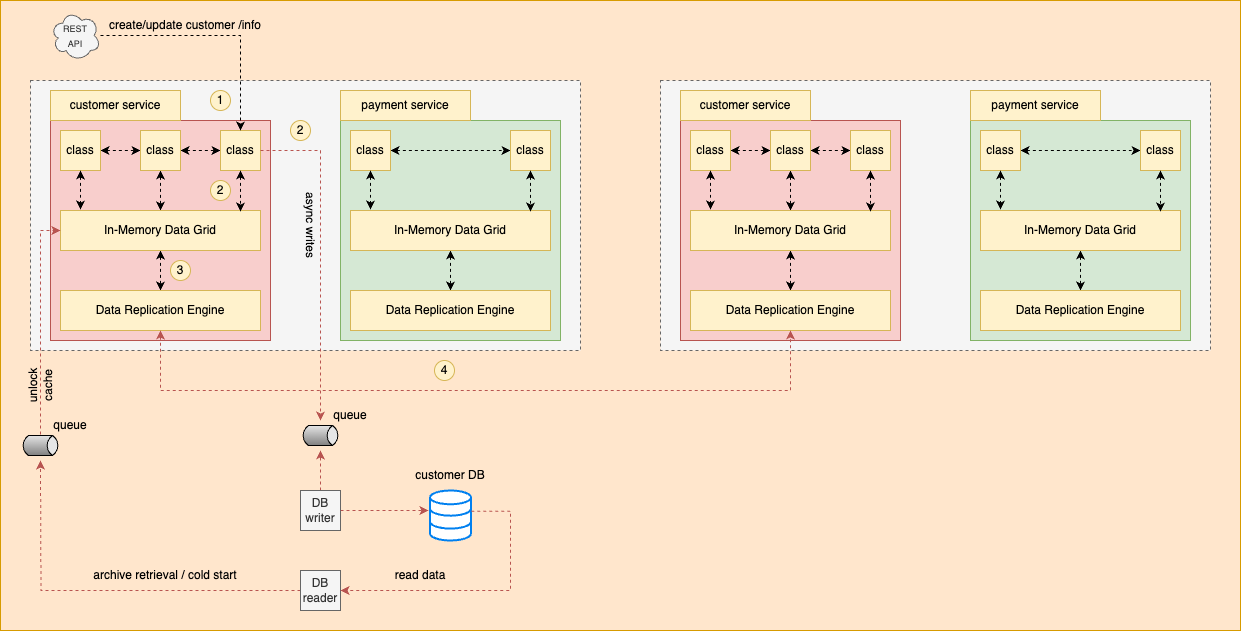 REST
API
create/update customer /info
customer service
1
2
payment service
customer service
payment service
class
class
class
class
class
class
class
class
class
class
2
async writes
In-Memory Data Grid
In-Memory Data Grid
In-Memory Data Grid
In-Memory Data Grid
3
Data Replication Engine
Data Replication Engine
Data Replication Engine
Data Replication Engine
4
unlock
cache
queue
queue
customer DB
DB
writer
archive retrieval / cold start
read data
DB
reader